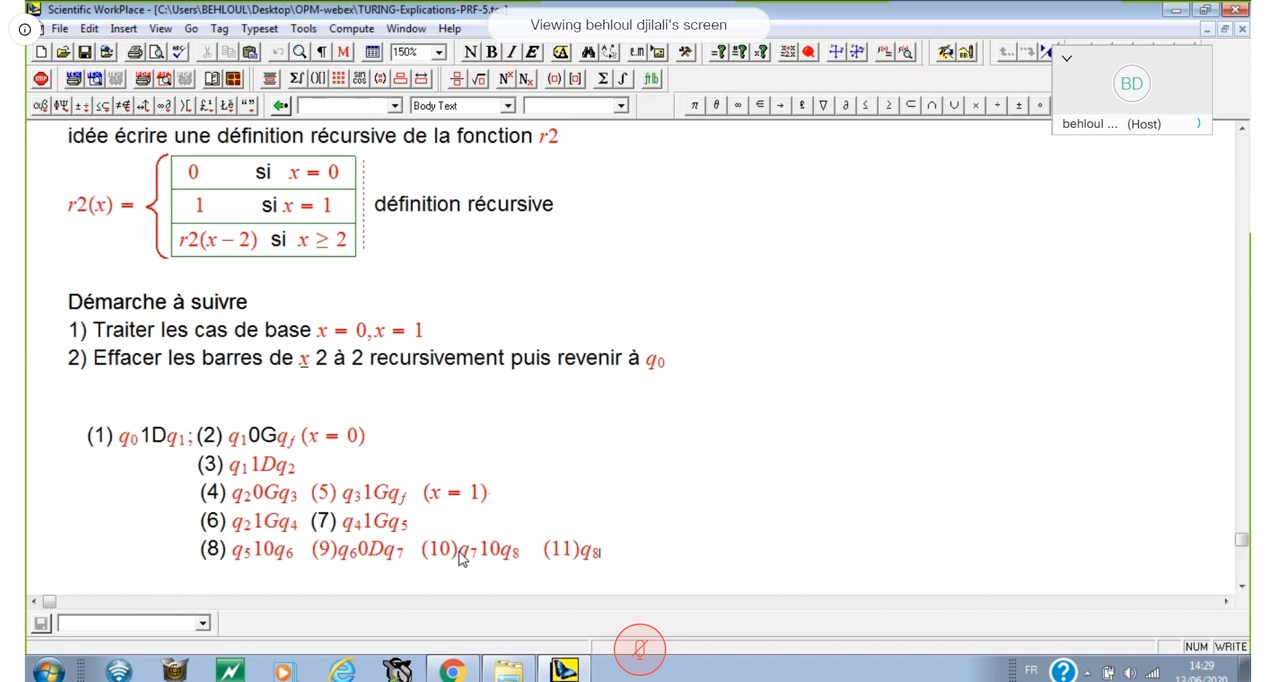 Scientific WorkPlace - [C:\Users\BEHLOUL\Desktop\OPM-webex\TURING-Explications-PRF-5.te
Viewing behloul djilali's screen
File Edit Insert View Go Tag Typeset Tools Compute Window Help
150%
Body Text
BD
behloul ... (Host)
idée écrire une définition récursive de la fonction r2
r2(x) =
0 si x = 0
1 si x = 1
r2(x − 2) si x ≥ 2
définition récursive
Démarche à suivre
1) Traiter les cas de base x = 0, x = 1
2) Effacer les barres de x 2 à 2 recursivement puis revenir à q0
(1) q01Dq1; (2) q10Gqf (x = 0)
(3) q11Dq2
(4) q20Gq3 (5) q31Gqf (x = 1)
(6) q21Gq4 (7) q41Gq5
(8) q510q6 (9)q60Dq7 (10)q710q8 (11)q8
NUM WRITE
FR
14:29
13/06/2020